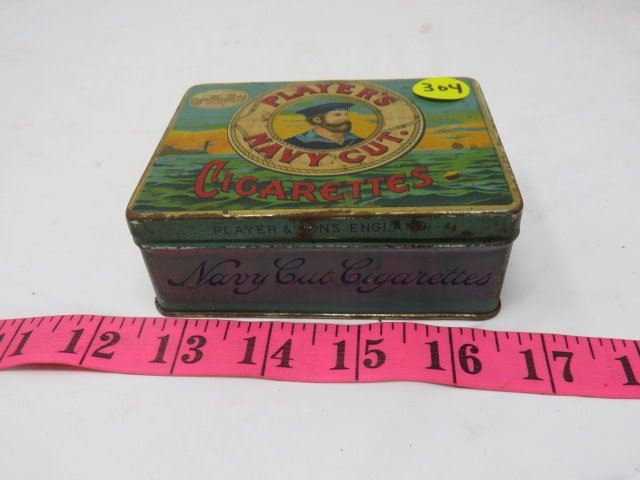 304
PLAYER'S
NAVY CUT.
CIGARETTES
PLAYER & SONS, ENGLAND
Navy Cut Cigarettes
11 12 13 14 15 16 17